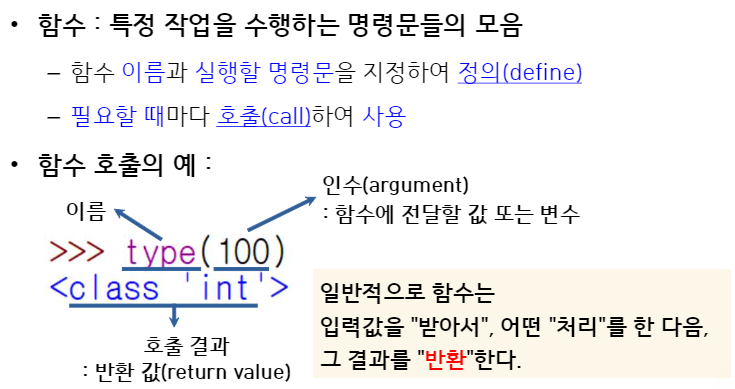 • 함수 : 특정 작업을 수행하는 명령문들의 모음
– 함수 이름과 실행할 명령문을 지정하여 정의(define)
– 필요할 때마다 호출(call)하여 사용
• 함수 호출의 예 :
인수(argument)
: 함수에 전달할 값 또는 변수
이름
>>> type(100)
<class 'int'>
호출 결과
: 반환 값(return value)
일반적으로 함수는
입력값을 "받아서", 어떤 "처리"를 한 다음,
그 결과를 "반환"한다.